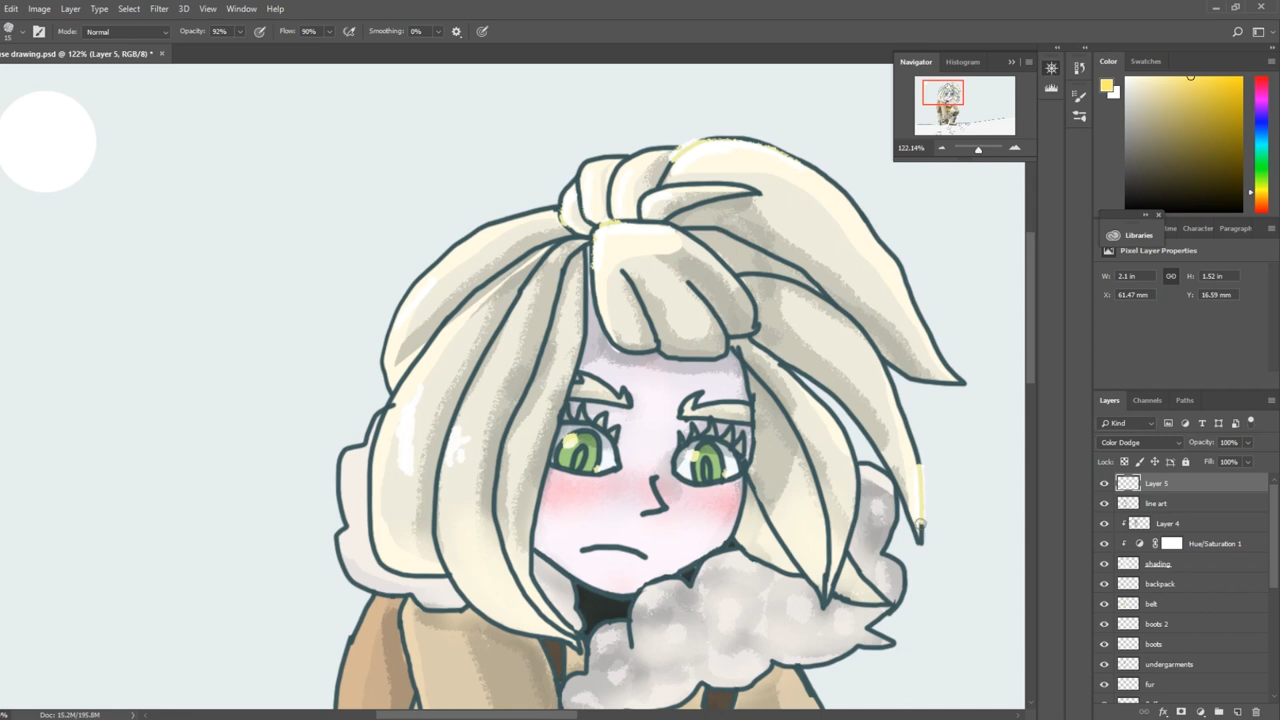 Edit Image Layer Type Select Filter 3D View Window Help
15 Mode: Normal Opacity: 92% Flow: 90% Smoothing: 0%
se drawing.psd @ 122% (Layer 5, RGB/8) *
Navigator Histogram
122.14%
Color Swatches
Libraries
Character Paragraph
Pixel Layer Properties
W: 2.1 in H: 1.52 in
X: 61.47 mm Y: 16.59 mm
Layers Channels Paths
Kind
Color Dodge Opacity: 100%
Lock: Fill: 100%
Layer 5
line art
Layer 4
Hue/Saturation 1
shading
backpack
belt
boots 2
boots
undergarments
fur
fx
% Doc: 15.2M/195.8M